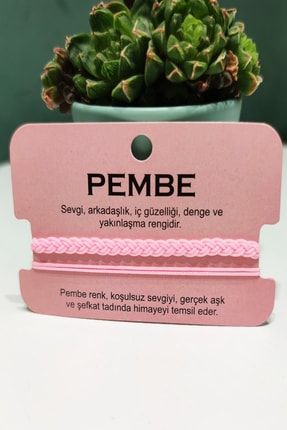 PEMBE
Sevgi, arkadaşlık, iç güzelliği, denge ve
yakınlaşma rengidir.
Pembe renk, koşulsuz sevgiyi, gerçek aşk
ve şefkat tadında himayeyi temsil eder.